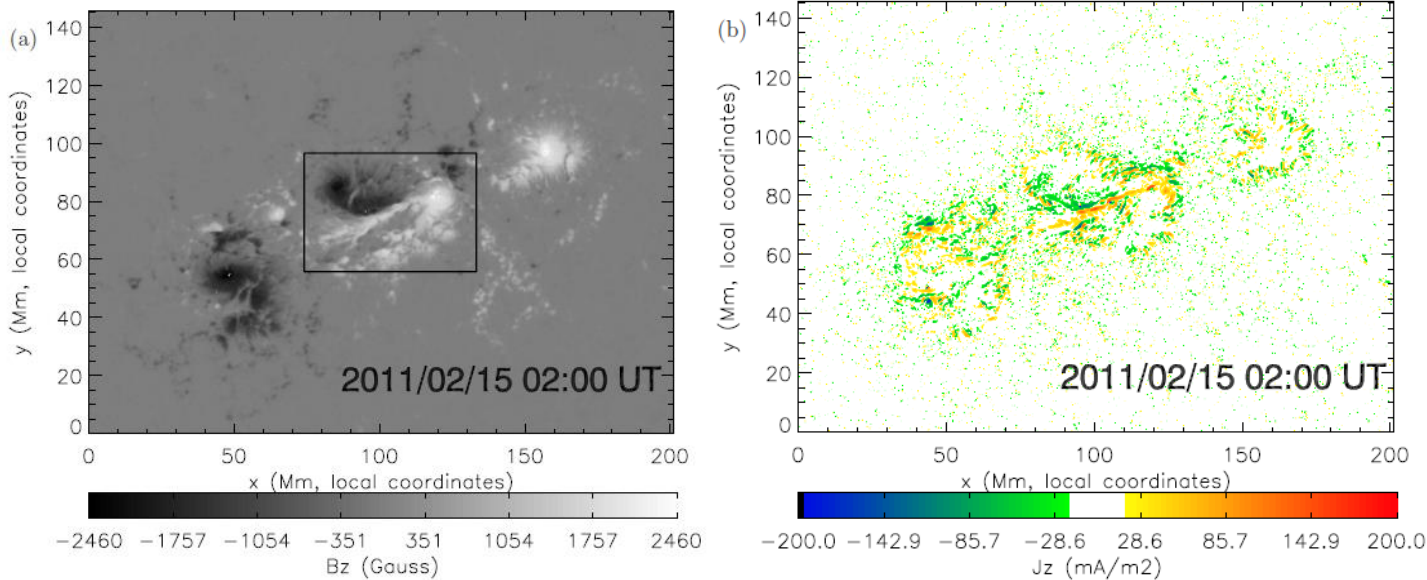 (a)
140
120
100
80
60
40
20
0
y (Mm, local coordinates)
2011/02/15 02:00 UT
0 50 100 150 200
x (Mm, local coordinates)
−2460 −1757 −1054 −351 351 1054 1757 2460
Bz (Gauss)
(b)
140
120
100
80
60
40
20
0
y (Mm, local coordinates)
2011/02/15 02:00 UT
0 50 100 150 200
x (Mm, local coordinates)
−200.0 −142.9 −85.7 −28.6 28.6 85.7 142.9 200.0
Jz (mA/m2)